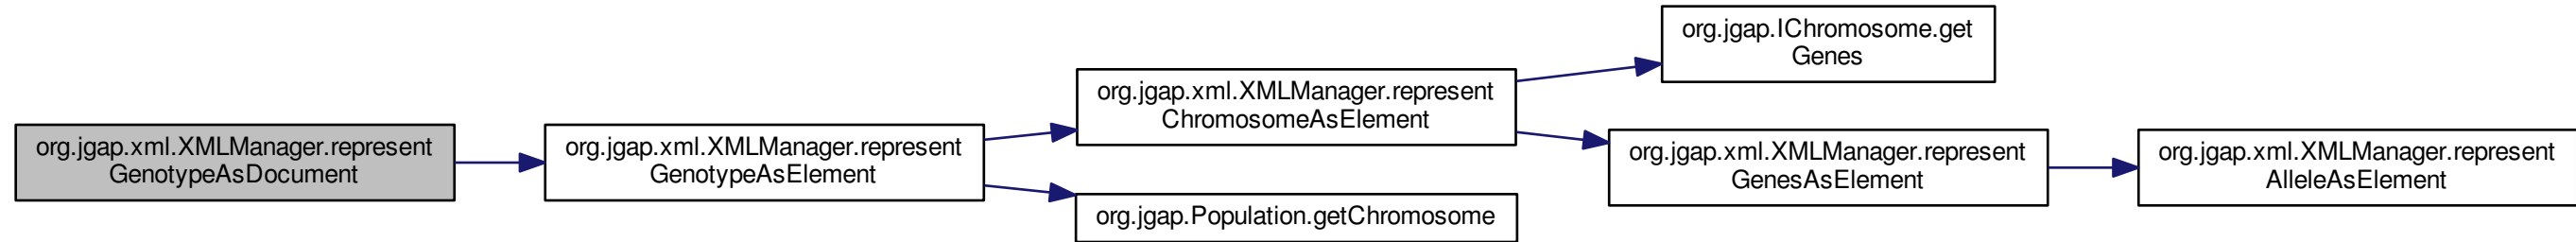 org.jgap.xml.XMLManager.represent
GenotypeAsDocument
org.jgap.xml.XMLManager.represent
GenotypeAsElement
org.jgap.xml.XMLManager.represent
ChromosomeAsElement
org.jgap.Population.getChromosome
org.jgap.IChromosome.get
Genes
org.jgap.xml.XMLManager.represent
GenesAsElement
org.jgap.xml.XMLManager.represent
AlleleAsElement